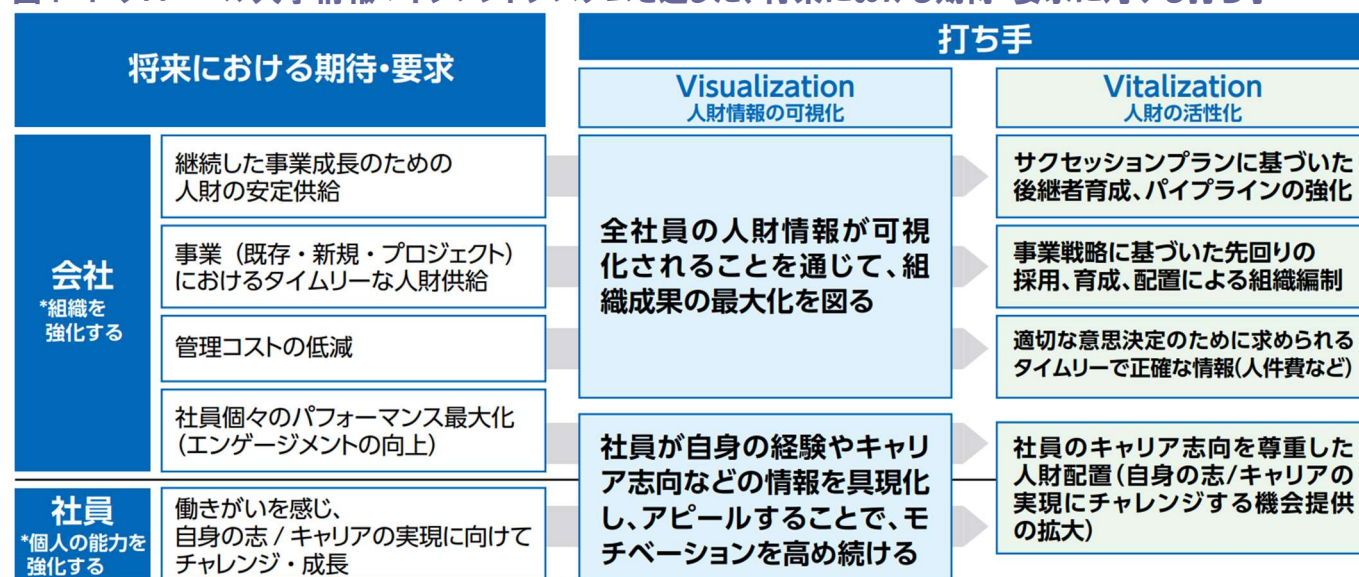 将来における期待・要求
打ち手
Visualization
人財情報の可視化
Vitalization
人財の活性化
会社
*組織を
強化する
継続した事業成長のための
人財の安定供給
事業（既存・新規・プロジェクト）
におけるタイムリーな人財供給
管理コストの低減
社員個々のパフォーマンス最大化
（エンゲージメントの向上）
全社員の人財情報が可視
化されることを通じて、組
織成果の最大化を図る
サクセッションプランに基づいた
後継者育成、パイプラインの強化
事業戦略に基づいた先回りの
採用、育成、配置による組織編制
適切な意思決定のために求められる
タイムリーで正確な情報(人件費など)
社員
*個人の能力を
強化する
働きがいを感じ、
自身の志 / キャリアの実現に向けて
チャレンジ・成長
社員が自身の経験やキャリ
ア志向などの情報を具現化
し、アピールすることで、モ
チベーションを高め続ける
社員のキャリア志向を尊重した
人財配置(自身の志/キャリアの
実現にチャレンジする機会提供
の拡大)